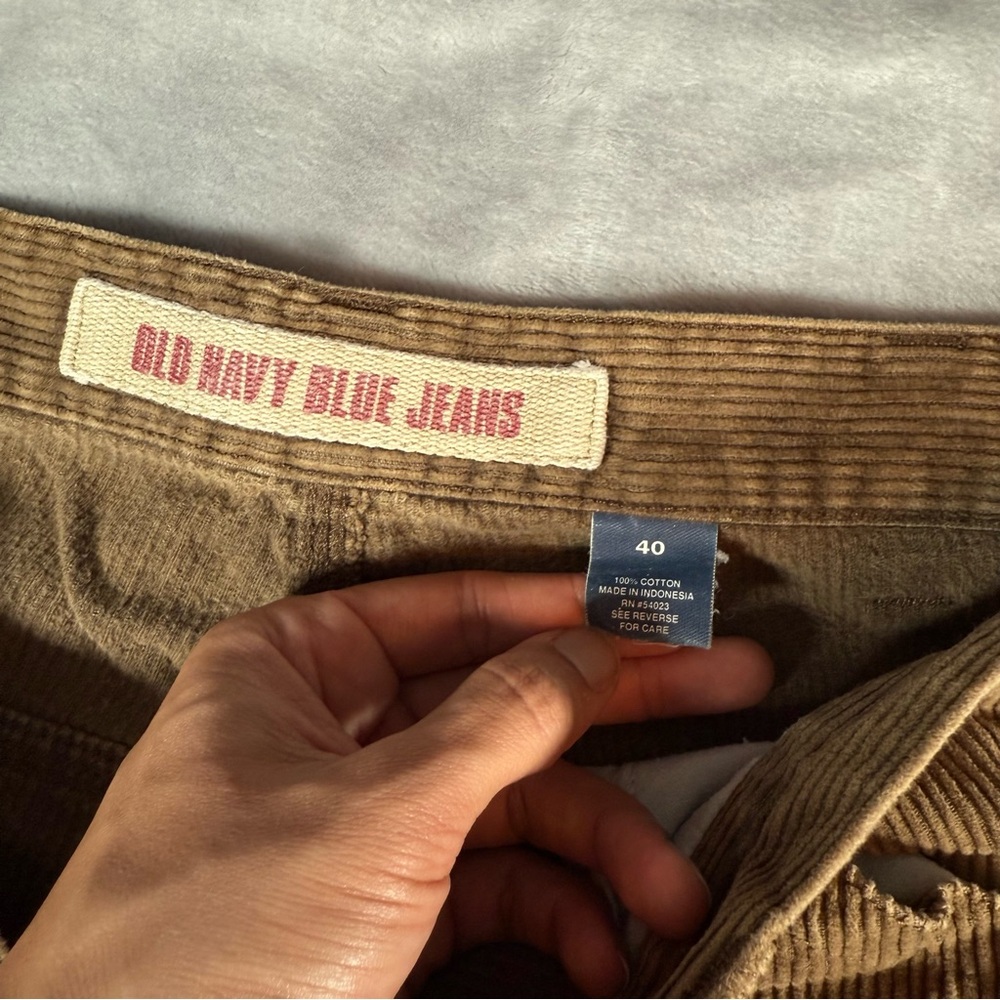 OLD NAVY BLUE JEANS
40
100% COTTON
MADE IN INDONESIA
RN #54023
SEE REVERSE
FOR CARE